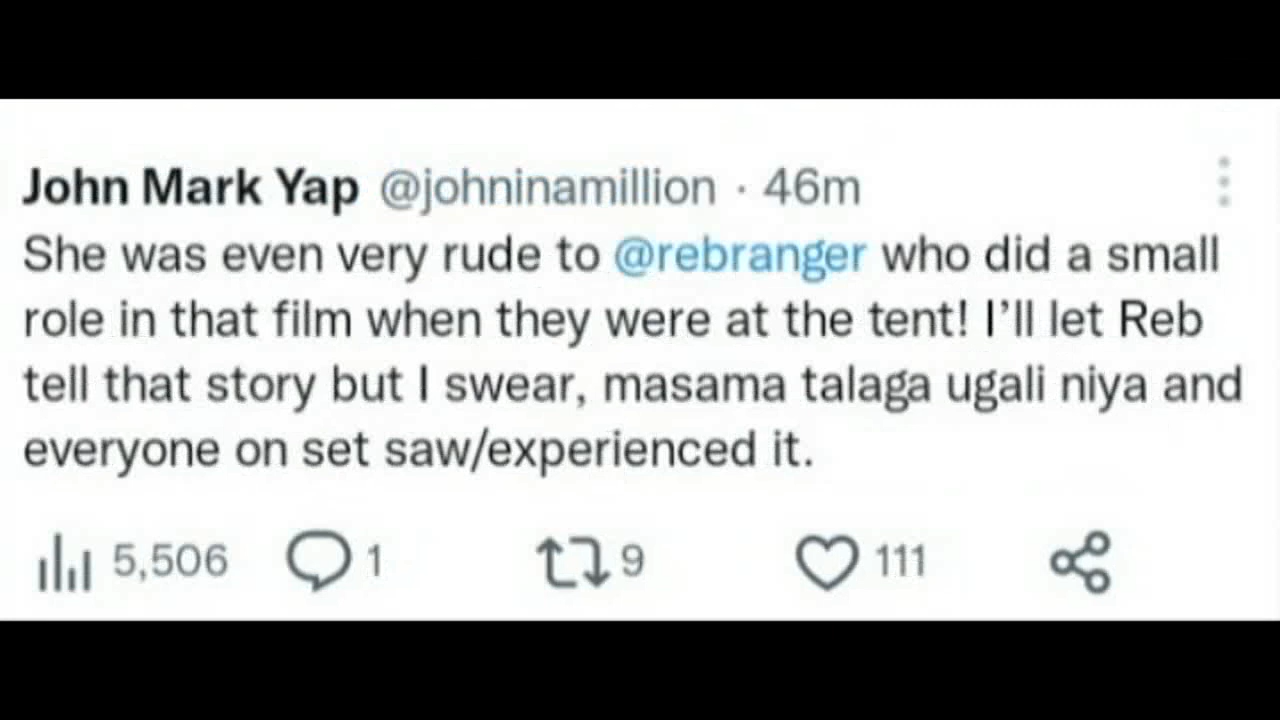 John Mark Yap @johninamillion · 46m
She was even very rude to @rebranger who did a small
role in that film when they were at the tent! I'll let Reb
tell that story but I swear, masama talaga ugali niya and
everyone on set saw/experienced it.
5,506 1 9 111